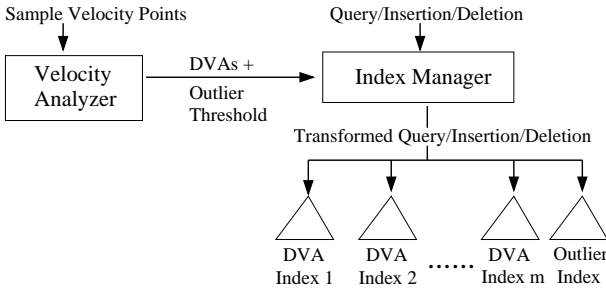 Sample Velocity Points
Query/Insertion/Deletion
Velocity
Analyzer
DVAs +
Outlier
Threshold
Index Manager
Transformed Query/Insertion/Deletion
DVA
Index 1
DVA
Index 2
......
DVA
Index m
Outlier
Index